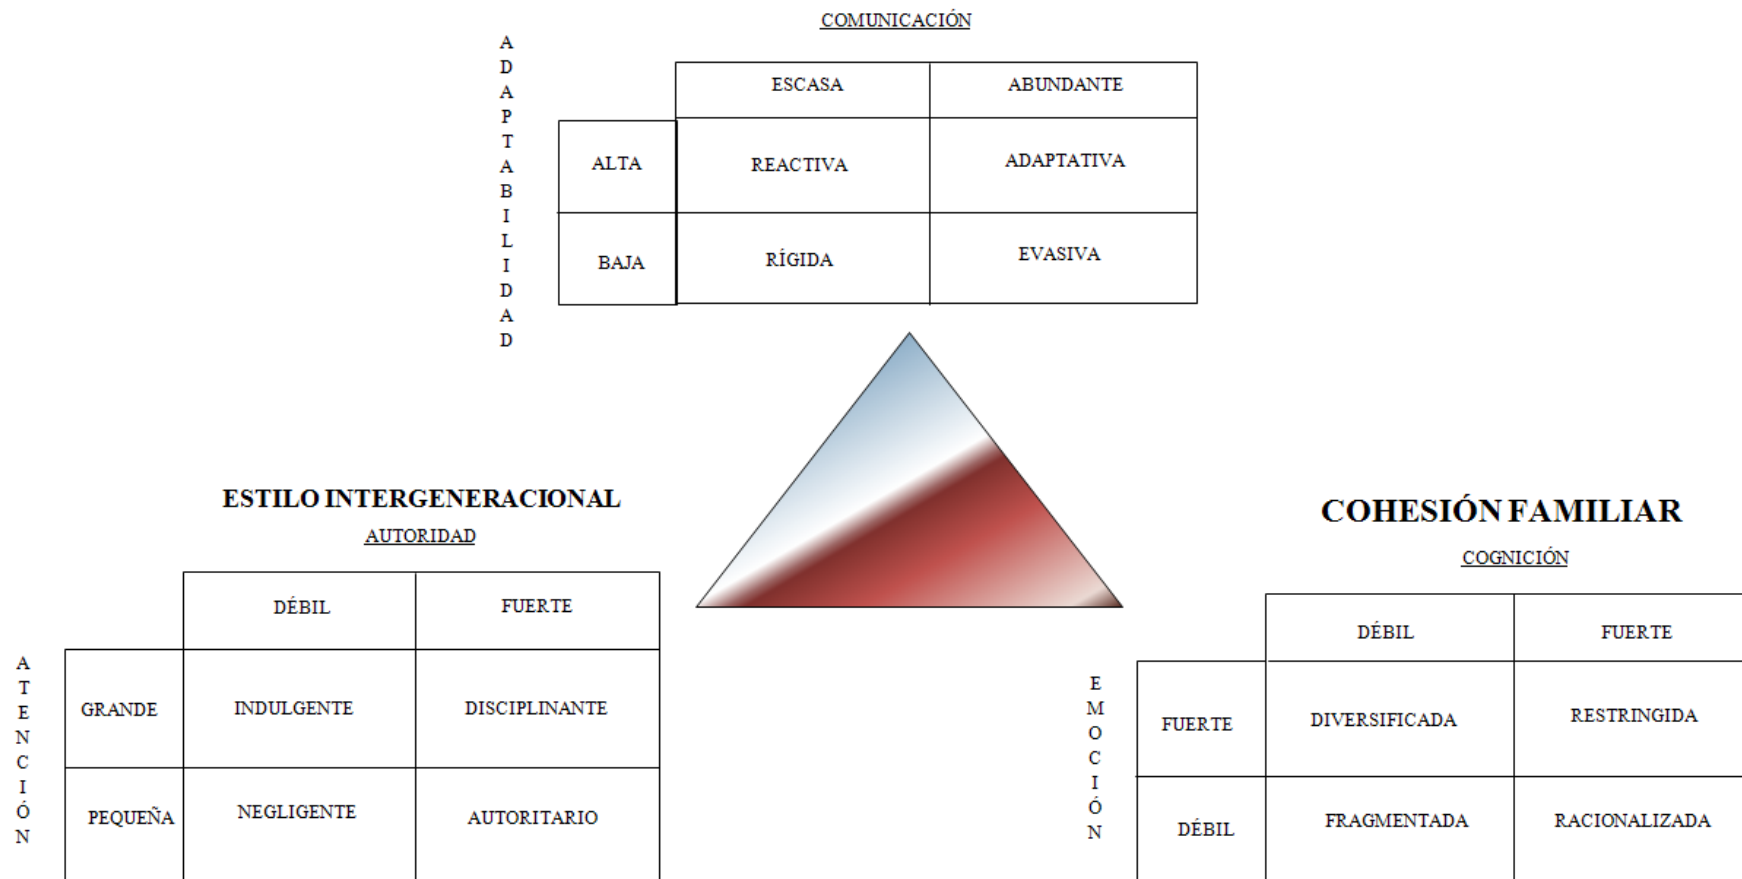 COMUNICACIÓN
ADAPTABILIDAD
ESCASA ABUNDANTE
ALTA REACTIVA ADAPTATIVA
BAJA RÍGIDA EVASIVA
ESTILO INTERGENERACIONAL
AUTORIDAD
ATENCIÓN
DÉBIL FUERTE
GRANDE INDULGENTE DISCIPLINANTE
PEQUEÑA NEGLIGENTE AUTORITARIO
COHESIÓN FAMILIAR
COGNICIÓN
EMOCIÓN
DÉBIL FUERTE
FUERTE DIVERSIFICADA RESTRINGIDA
DÉBIL FRAGMENTADA RACIONALIZADA